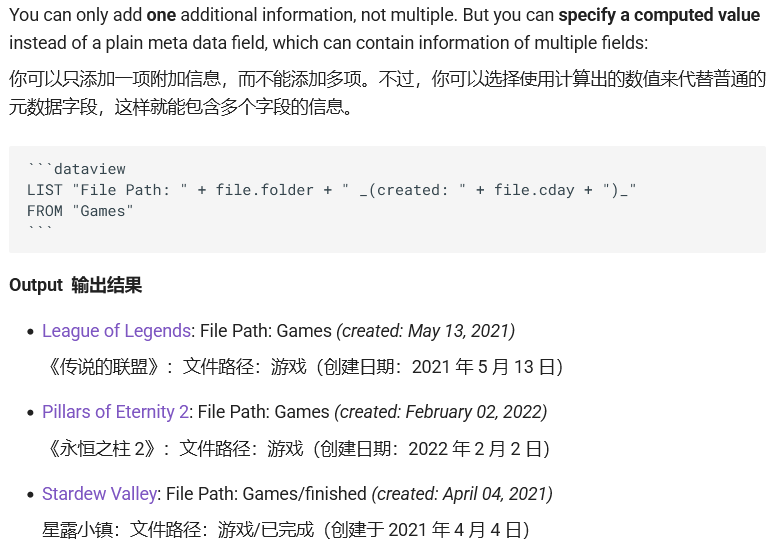 You can only add one additional information, not multiple. But you can specify a computed value
instead of a plain meta data field, which can contain information of multiple fields:
你可以只添加一项附加信息，而不能添加多项。不过，你可以选择使用计算出的数值来代替普通的
元数据字段，这样就能包含多个字段的信息。
```dataview
LIST "File Path: " + file.folder + " _(created: " + file.cday + ")_"
FROM "Games"
```
Output 输出结果
• League of Legends: File Path: Games (created: May 13, 2021)
《传说的联盟》：文件路径：游戏（创建日期：2021 年 5 月 13 日）
• Pillars of Eternity 2: File Path: Games (created: February 02, 2022)
《永恒之柱 2》：文件路径：游戏（创建日期：2022 年 2 月 2 日）
• Stardew Valley: File Path: Games/finished (created: April 04, 2021)
星露小镇：文件路径：游戏/已完成（创建于 2021 年 4 月 4 日）